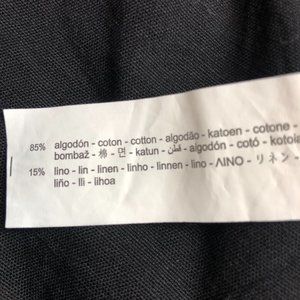 85% algodón - coton - cotton - algodão - katoen - cotone -
bombaž - 棉 - 면 - katun - قطن - algodón - cotó - kotoia
15% lino - lin - linen - linho - linnen - lino - ΛΙΝΟ - リネン -
liño - lli - lihoa